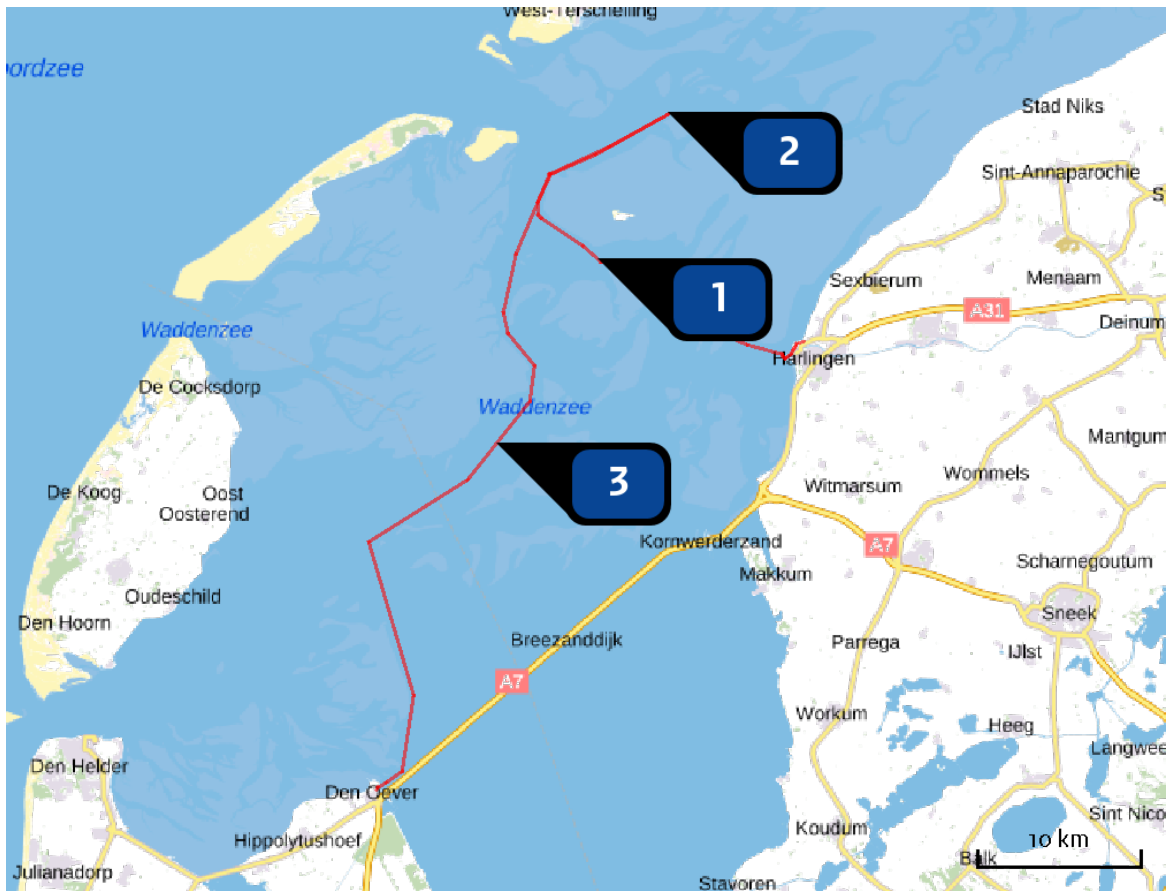 West-Terschelling
oordzee
Stad Niks
2
Sint-Annaparochie
S
Sexbierum
Menaam
1
A31
Deinum
Waddenzee
Harlingen
De Cocksdorp
Waddenzee
Mantgum
De Koog
Oost
Oosterend
3
Wommels
Witmarsum
Kornwerderzand
A7
Makkum
Scharnegoutum
Oudeschild
Sneek
Den Hoorn
Breezanddijk
Parrega
IJlst
A7
Workum
Heeg
Langwee
Den Helder
Den Oever
Sint Nico
Koudum
Hippolytushoef
10 km
Balk
Julianadorp
Stavoren